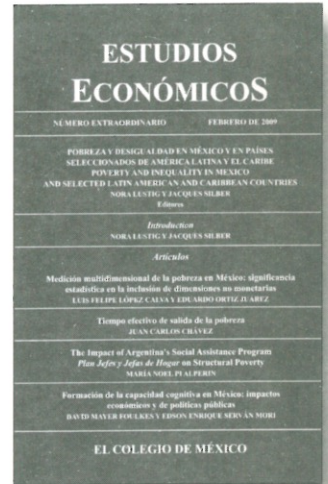 ESTUDIOS
ECONÓMICOS
NÚMERO EXTRAORDINARIO FEBRERO DE 2009
POBREZA Y DESIGUALDAD EN MÉXICO Y EN PAÍSES
SELECCIONADOS DE AMÉRICA LATINA Y EL CARIBE
POVERTY AND INEQUALITY IN MEXICO
AND SELECTED LATIN AMERICAN AND CARIBBEAN COUNTRIES
NORA LUSTIG Y JACQUES SILBER
Editores
Introduction
NORA LUSTIG Y JACQUES SILBER
Artículos
Medición multidimensional de la pobreza en México: significancia
estadística en la inclusión de dimensiones no monetarias
LUIS FELIPE LÓPEZ CALVA Y EDUARDO ORTIZ JUÁREZ
Tiempo efectivo de salida de la pobreza
JUAN CARLOS CHÁVEZ
The Impact of Argentina's Social Assistance Program
Plan Jefes y Jefas de Hogar on Structural Poverty
MARÍA NOEL PI ALPERIN
Formación de la capacidad cognitiva en México: impactos
económicos y de políticas públicas
DAVID MAYER FOULKES Y EDSON ENRIQUE SERVÁN MORI
EL COLEGIO DE MÉXICO